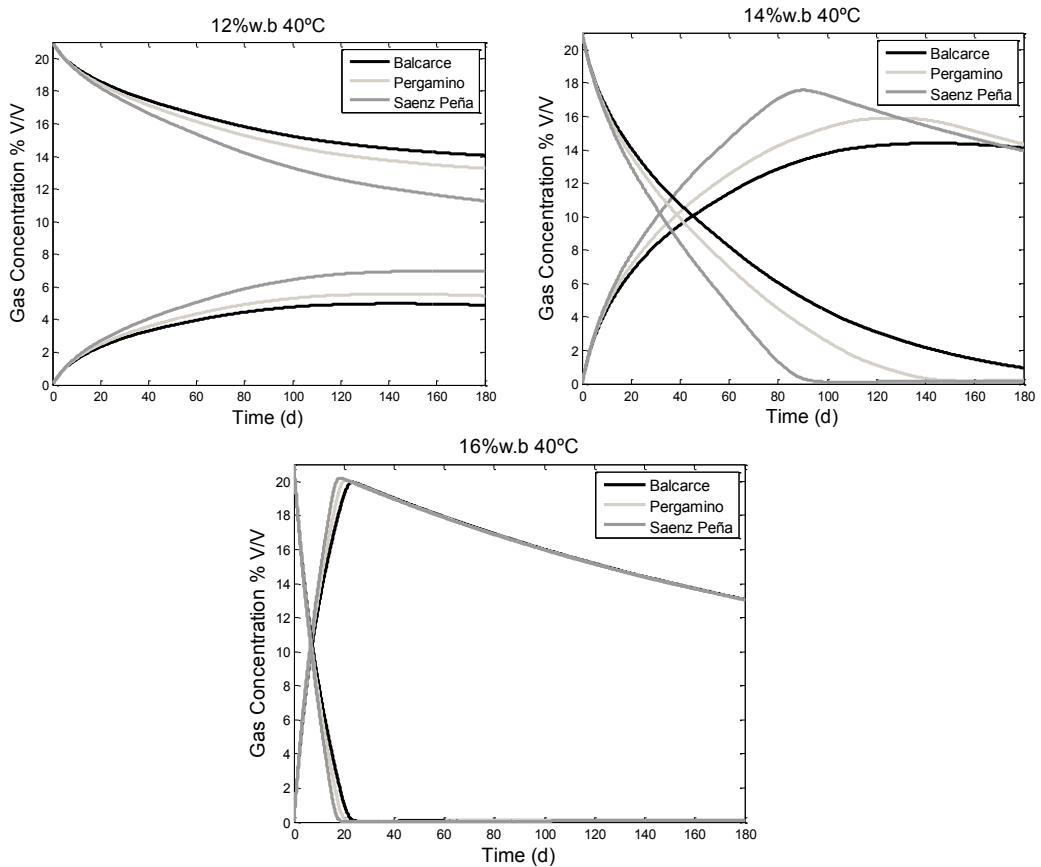 12%w.b 40ºC
Gas Concentration % V/V
20
18
16
14
12
10
8
6
4
2
0
Balcarce
Pergamino
Saenz Peña
0 20 40 60 80 100 120 140 160 180
Time (d)
14%w.b 40ºC
Gas Concentration % V/V
20
18
16
14
12
10
8
6
4
2
0
Balcarce
Pergamino
Saenz Peña
0 20 40 60 80 100 120 140 160 180
Time (d)
16%w.b 40ºC
Gas Concentration % V/V
20
18
16
14
12
10
8
6
4
2
0
Balcarce
Pergamino
Saenz Peña
0 20 40 60 80 100 120 140 160 180
Time (d)